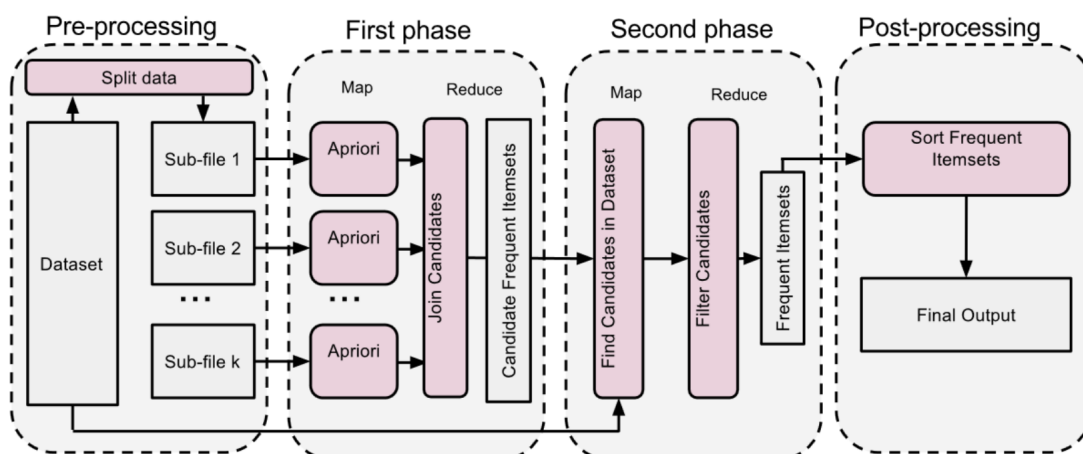 Pre-processing
First phase
Second phase
Post-processing
Split data
Dataset
Sub-file 1
Sub-file 2
...
Sub-file k
Map
Reduce
Apriori
Apriori
...
Apriori
Join Candidates
Candidate Frequent Itemsets
Map
Reduce
Find Candidates in Dataset
Filter Candidates
Frequent Itemsets
Sort Frequent
Itemsets
Final Output